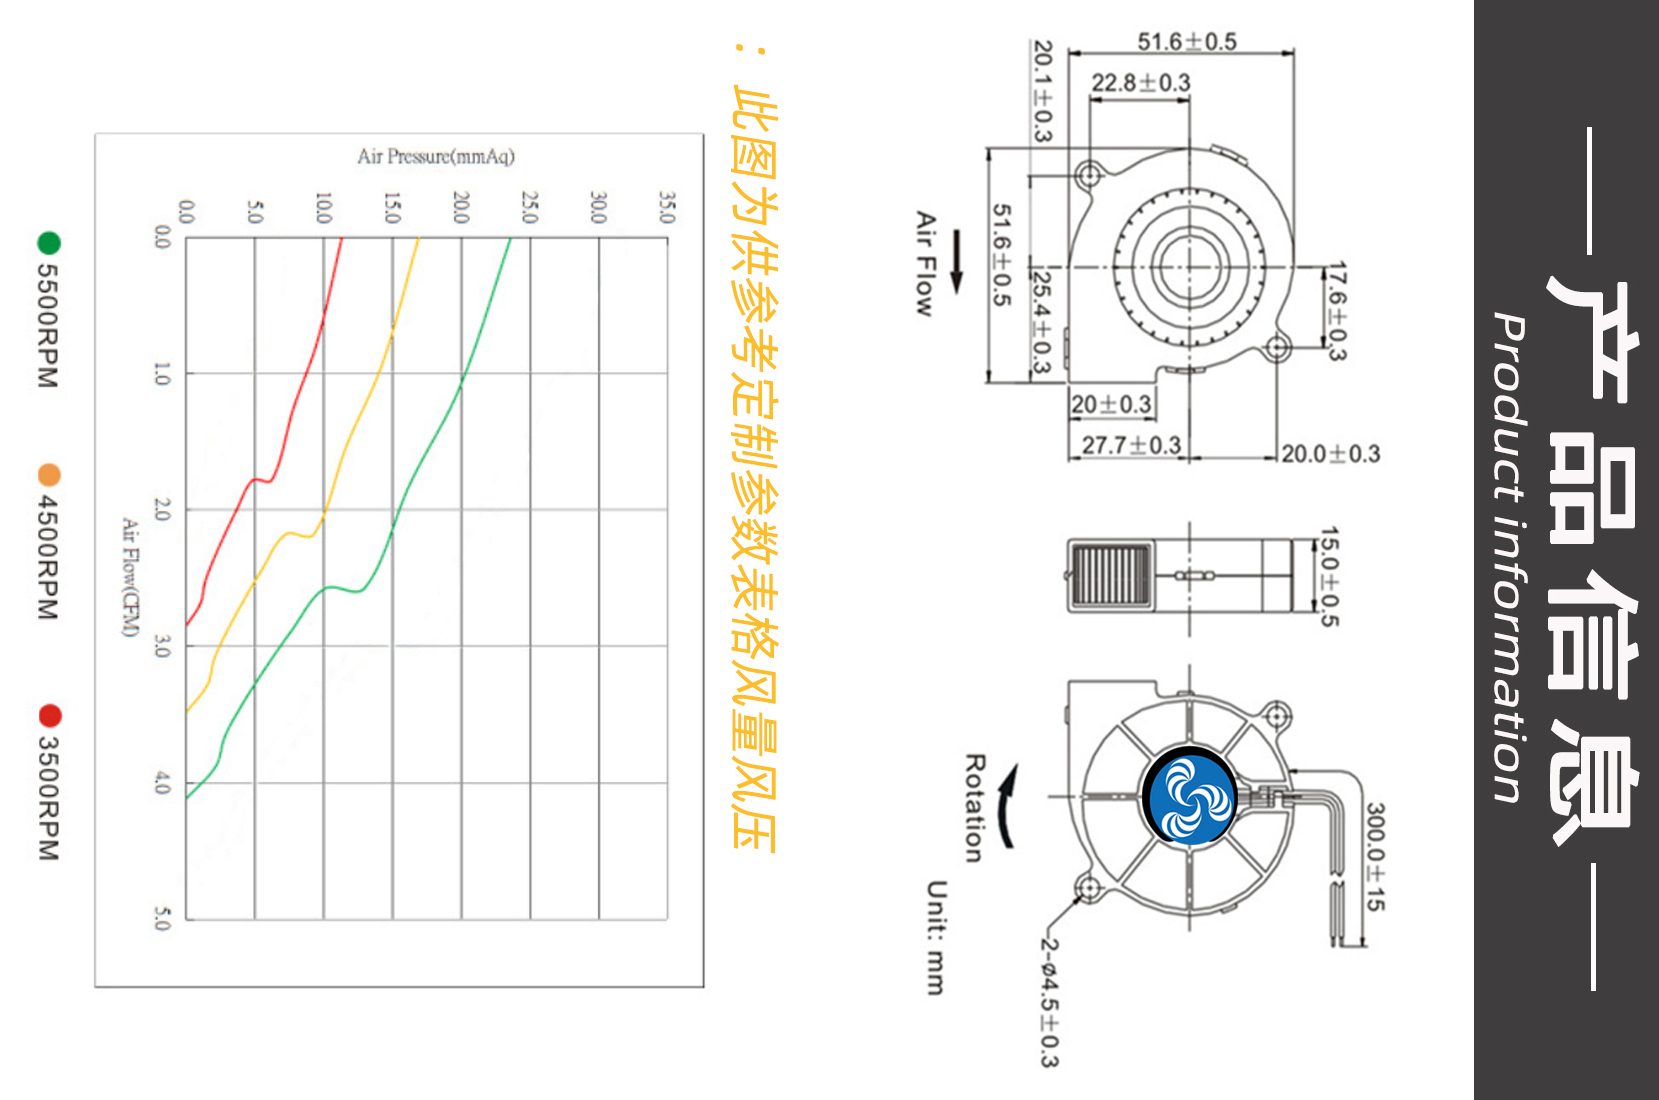 产品信息
Product information
51.6±0.5
22.8±0.3
20.1±0.3
51.6±0.5
25.4±0.3
17.6±0.3
20±0.3
27.7±0.3
20.0±0.3
Air Flow
15.0±0.5
300.0±15
2-ø4.5±0.3
Rotation
Unit: mm
：此图为供参考定制参数表格风量风压
35.0
30.0
25.0
20.0
15.0
10.0
5.0
0.0
Air Pressure(mmAq)
0.0 1.0 2.0 3.0 4.0 5.0
Air Flow(CFM)
5500RPM 4500RPM 3500RPM